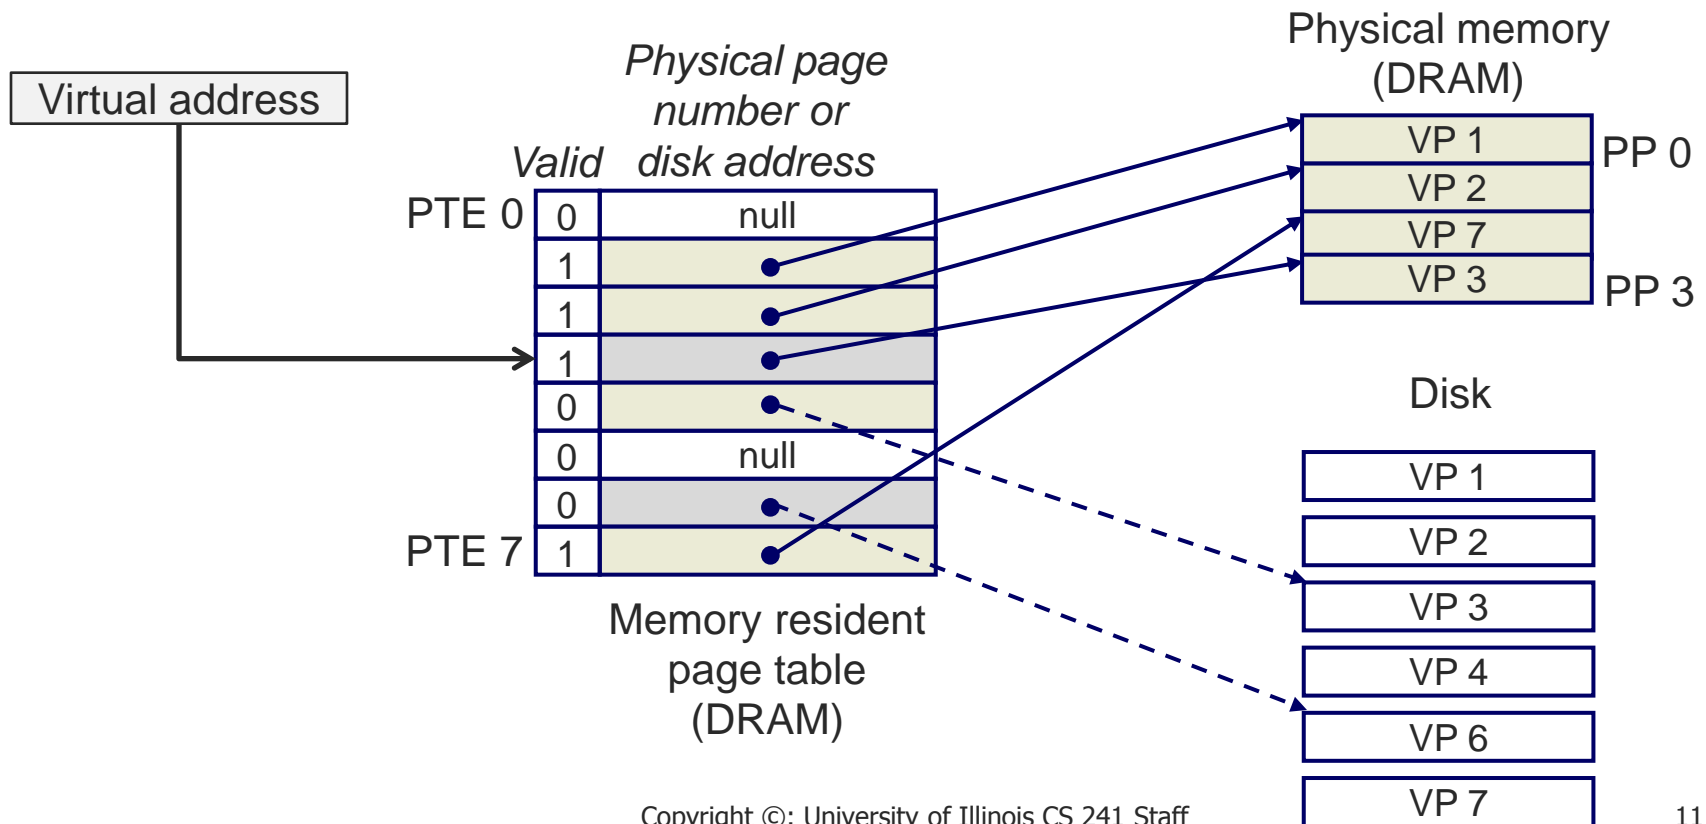 Virtual address
Physical page
number or
disk address
Valid
PTE 0
0
null
1
1
1
0
0
null
0
PTE 7
1
Memory resident
page table
(DRAM)
Physical memory
(DRAM)
VP 1
PP 0
VP 2
VP 7
VP 3
PP 3
Disk
VP 1
VP 2
VP 3
VP 4
VP 6
VP 7
Copyright ©: University of Illinois CS 241 Staff
11